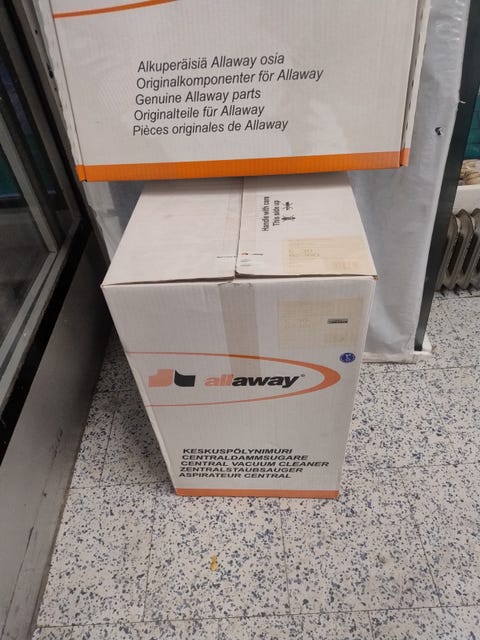 Alkuperäisiä Allaway osia
Originalkomponenter för Allaway
Genuine Allaway parts
Originalteile für Allaway
Pièces originales de Allaway
Handle with care
This side up
allaway®
KESKUSPÖLYNIMURI
CENTRALDAMMSUGARE
CENTRAL VACUUM CLEANER
ZENTRALSTAUBSAUGER
ASPIRATEUR CENTRAL